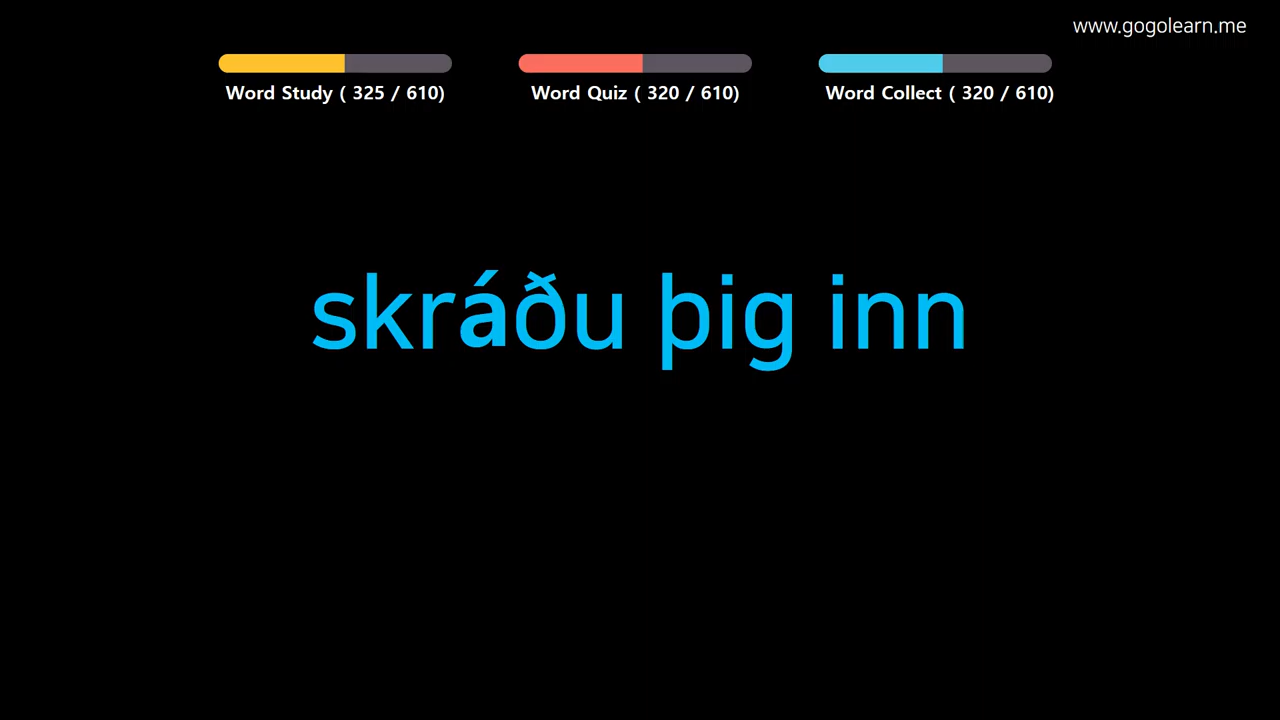 www.gogolearn.me
Word Study ( 325 / 610)
Word Quiz ( 320 / 610)
Word Collect ( 320 / 610)
skráðu þig inn